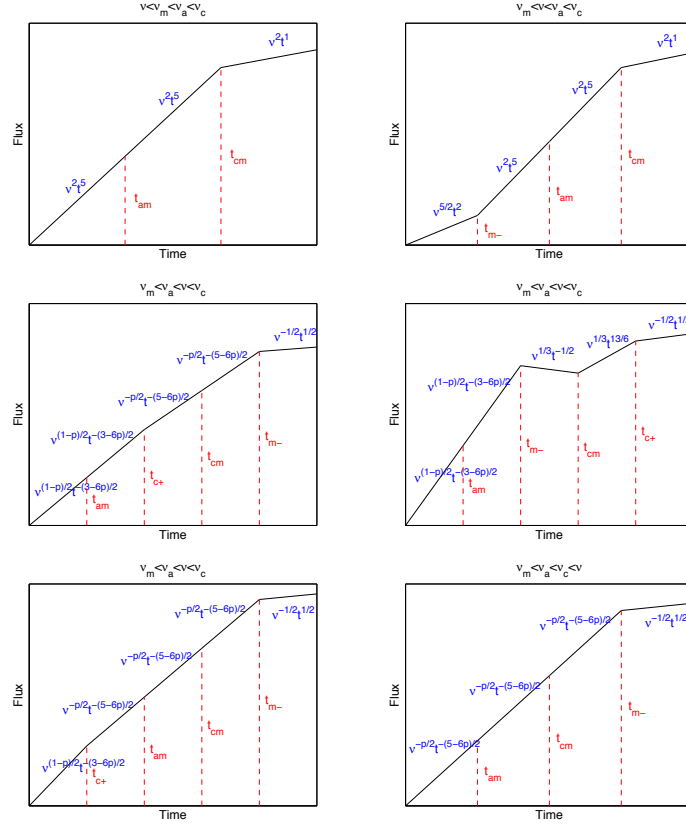 ν<ν_m<ν_a<ν_c
ν^2t^1
ν^2t^5
ν^2t^5
t_cm
t_am
Flux
Time
ν_m<ν<ν_a<ν_c
ν^2t^1
ν^2t^5
ν^2t^5
ν^{5/2}t^2
t_cm
t_am
t_m−
Flux
Time
ν_m<ν_a<ν<ν_c
ν^{−1/2}t^{1/2}
ν^{−p/2}t^{−(5−6p)/2}
ν^{−p/2}t^{−(5−6p)/2}
ν^{(1−p)/2}t^{−(3−6p)/2}
ν^{(1−p)/2}t^{−(3−6p)/2}
t_am
t_c+
t_cm
t_m−
Flux
Time
ν_m<ν_a<ν<ν_c
ν^{−1/2}t^{1/2}
ν^{1/3}t^{13/6}
ν^{1/3}t^{−1/2}
ν^{(1−p)/2}t^{−(3−6p)/2}
ν^{(1−p)/2}t^{−(3−6p)/2}
t_am
t_m−
t_cm
t_c+
Flux
Time
ν_m<ν_a<ν<ν_c
ν^{−1/2}t^{1/2}
ν^{−p/2}t^{−(5−6p)/2}
ν^{−p/2}t^{−(5−6p)/2}
ν^{−p/2}t^{−(5−6p)/2}
ν^{(1−p)/2}t^{−(3−6p)/2}
t_c+
t_am
t_cm
t_m−
Flux
Time
ν_m<ν_a<ν_c<ν
ν^{−1/2}t^{1/2}
ν^{−p/2}t^{−(5−6p)/2}
ν^{−p/2}t^{−(5−6p)/2}
ν^{−p/2}t^{−(5−6p)/2}
t_am
t_cm
t_m−
Flux
Time